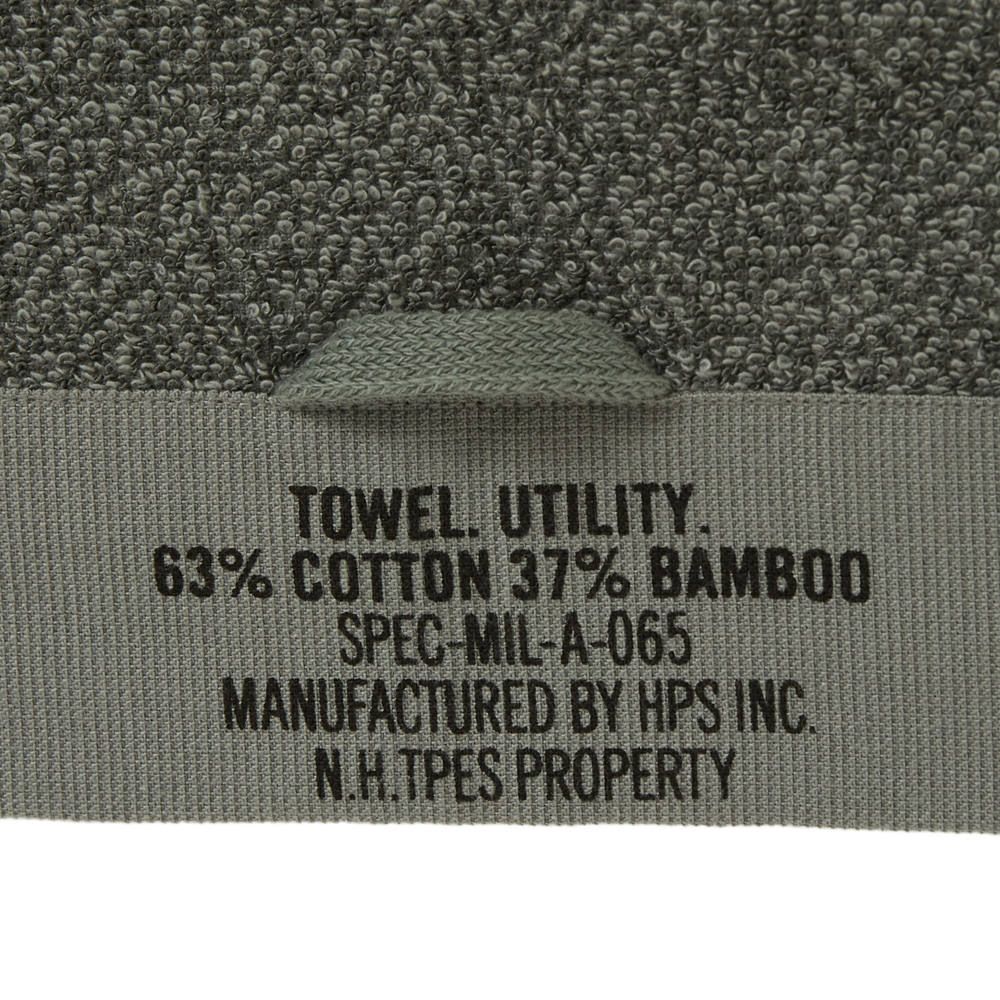 TOWEL. UTILITY.
63% COTTON 37% BAMBOO
SPEC-MIL-A-065
MANUFACTURED BY HPS INC.
N.H.TPES PROPERTY